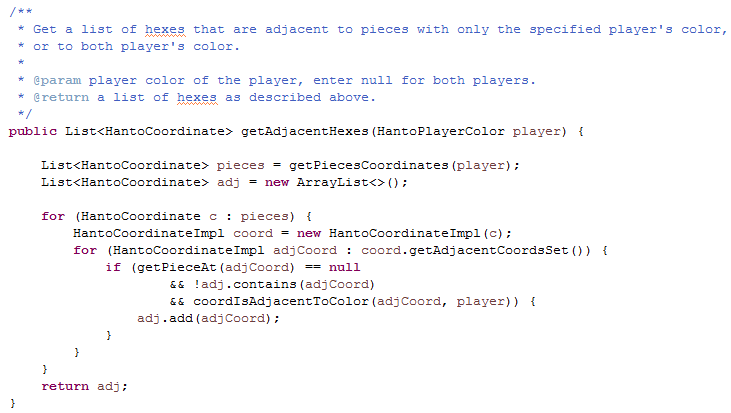 /**
 * Get a list of hexes that are adjacent to pieces with only the specified player's color,
 * or to both player's color.
 *
 * @param player color of the player, enter null for both players.
 * @return a list of hexes as described above.
 */
public List<HantoCoordinate> getAdjacentHexes(HantoPlayerColor player) {

    List<HantoCoordinate> pieces = getPiecesCoordinates(player);
    List<HantoCoordinate> adj = new ArrayList<>();

    for (HantoCoordinate c : pieces) {
        HantoCoordinateImpl coord = new HantoCoordinateImpl(c);
        for (HantoCoordinateImpl adjCoord : coord.getAdjacentCoordsSet()) {
            if (getPieceAt(adjCoord) == null
                    && !adj.contains(adjCoord)
                    && coordIsAdjacentToColor(adjCoord, player)) {
                adj.add(adjCoord);
            }
        }
    }
    return adj;
}